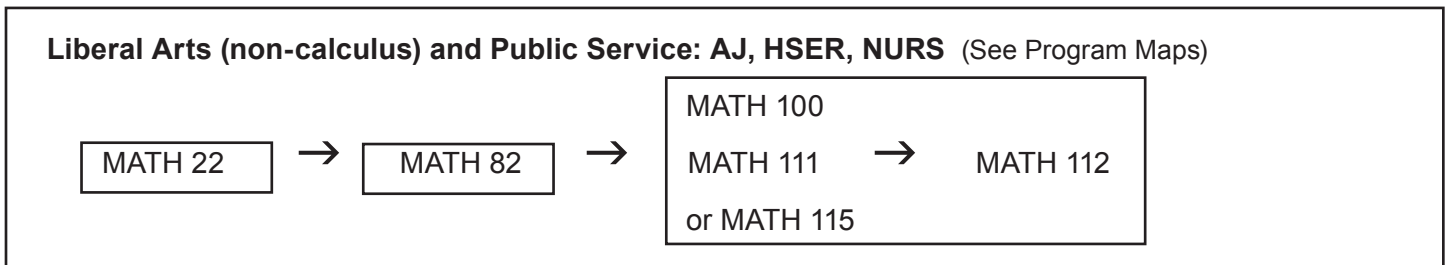 Liberal Arts (non-calculus) and Public Service: AJ, HSER, NURS (See Program Maps)
MATH 100
MATH 22 → MATH 82 → MATH 111 → MATH 112
or MATH 115